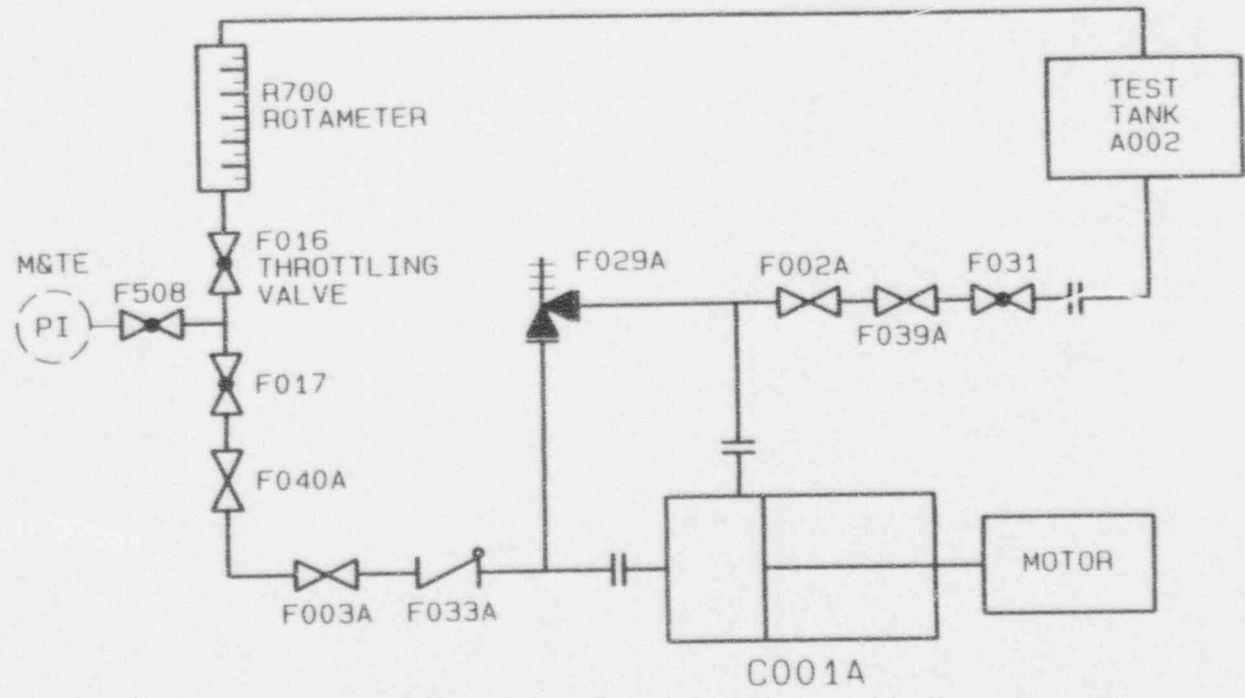 R700
ROTAMETER
TEST
TANK
A002
M&TE
F016
THROTTLING
VALVE
F508
PI
F029A
F002A
F031
F039A
F017
F040A
F003A
F033A
MOTOR
C001A